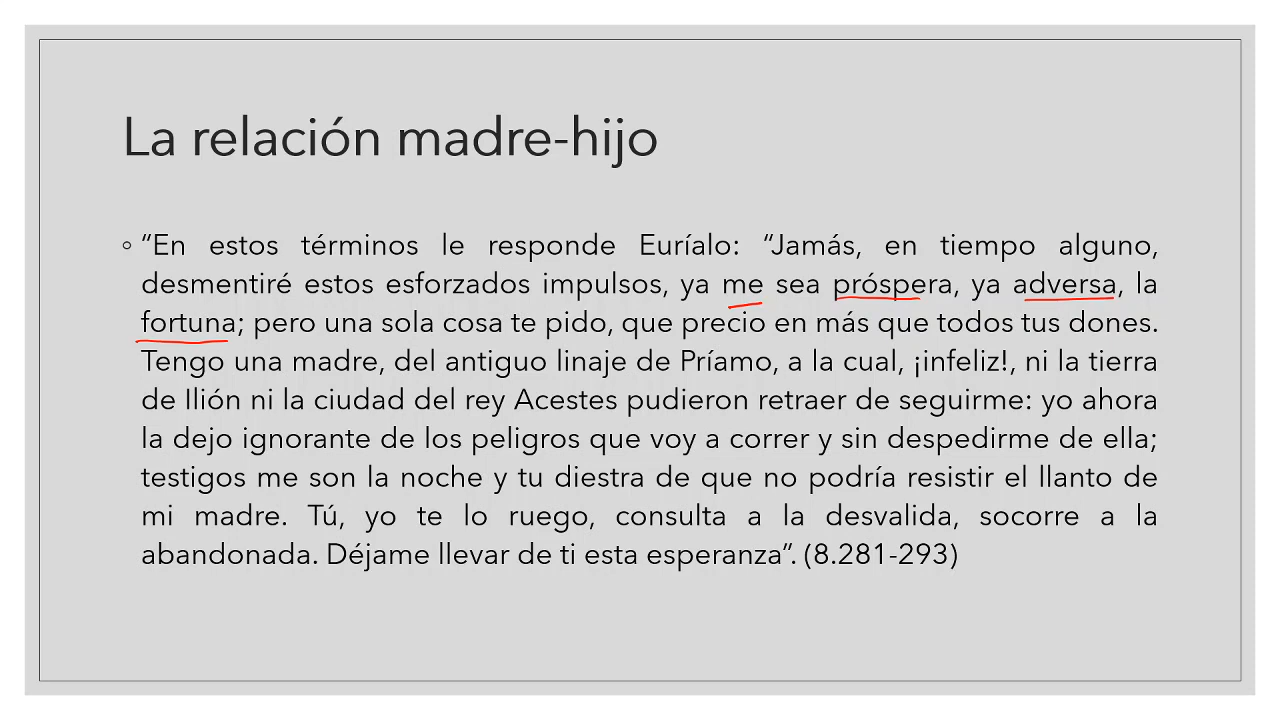 La relación madre-hijo
“En estos términos le responde Euríalo: “Jamás, en tiempo alguno,
desmentiré estos esforzados impulsos, ya me sea próspera, ya adversa, la
fortuna; pero una sola cosa te pido, que precio en más que todos tus dones.
Tengo una madre, del antiguo linaje de Príamo, a la cual, ¡infeliz!, ni la tierra
de Ilión ni la ciudad del rey Acestes pudieron retraer de seguirme: yo ahora
la dejo ignorante de los peligros que voy a correr y sin despedirme de ella;
testigos me son la noche y tu diestra de que no podría resistir el llanto de
mi madre. Tú, yo te lo ruego, consulta a la desvalida, socorre a la
abandonada. Déjame llevar de ti esta esperanza”. (8.281-293)